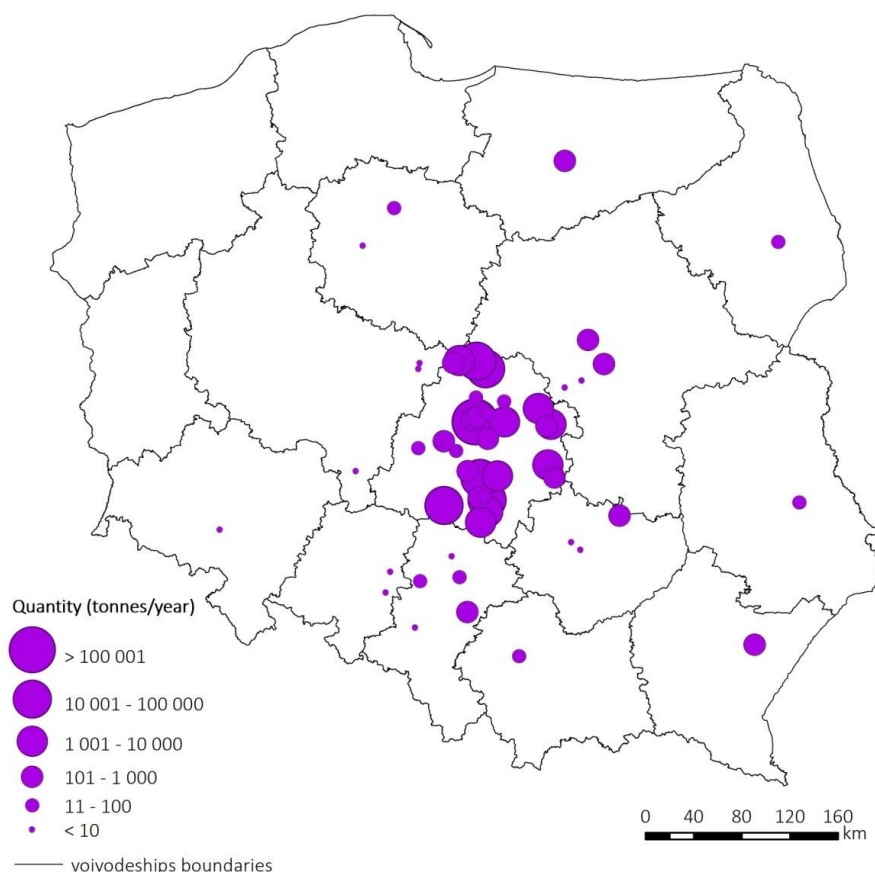 Quantity (tonnes/year)
> 100 001
10 001 - 100 000
1 001 - 10 000
101 - 1 000
11 - 100
< 10
voivodeships boundaries
0 40 80 120 160
km